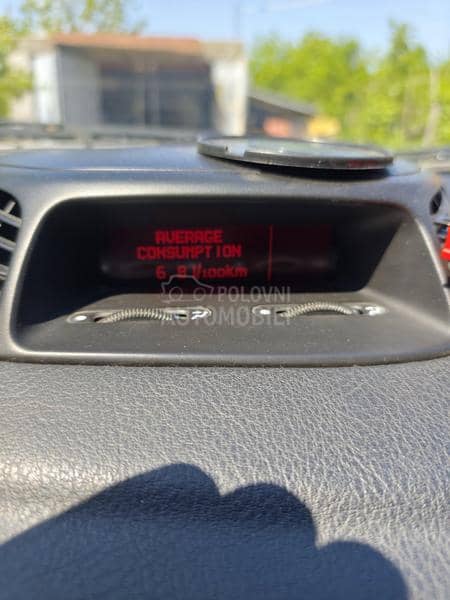 AVERAGE
CONSUMPTION
6.8 l/100km
POLOVNI
AUTOMOBILI